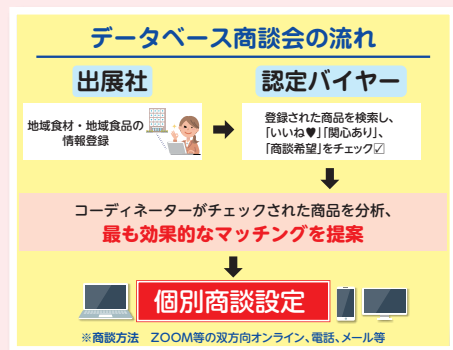 データベース商談会の流れ
出展社
認定バイヤー
地域食材・地域食品の
情報登録
登録された商品を検索し、
「いいね♥」「関心あり」、
「商談希望」をチェック☑
コーディネーターがチェックされた商品を分析、
最も効果的なマッチングを提案
個別商談設定
※商談方法　ZOOM等の双方向オンライン、電話、メール等